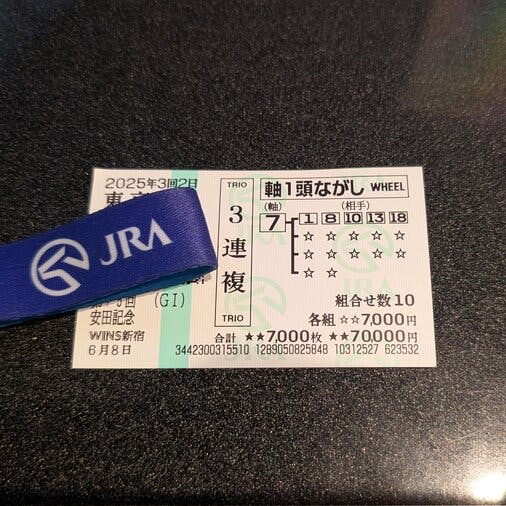 2025年3回2日
JRA
回 (GI)
安田記念
WINS新宿
6月8日
TRIO
3連複
TRIO
軸1頭ながし WHEEL
(軸) (相手)
7 1 8 10 13 18
☆☆☆☆☆
☆☆☆☆☆
☆☆
組合せ数10
各組 ☆☆7,000円
合計 ★★7,000枚 ★★70,000円
3442300315510 1289050825848 10312527 623532